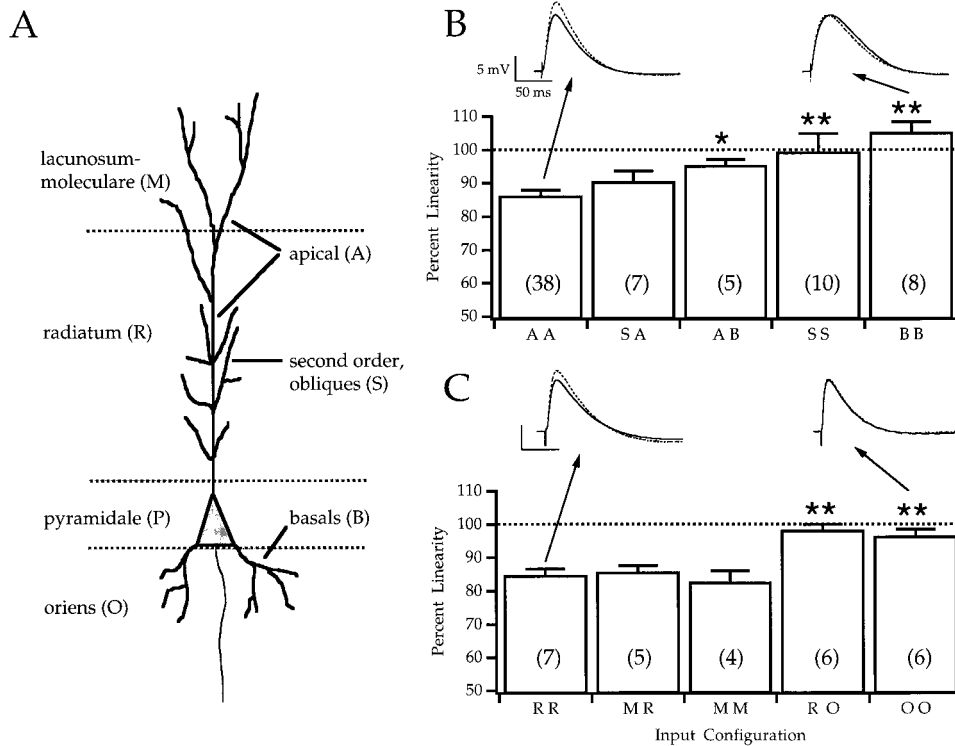 A
lacunosum-
moleculare (M)
apical (A)
radiatum (R)
second order,
obliques (S)
pyramidale (P)
basals (B)
oriens (O)
B
5 mV
50 ms
Percent Linearity
110
100
90
80
70
60
50
*
**
**
(38)
(7)
(5)
(10)
(8)
A A
S A
A B
S S
B B
C
Percent Linearity
110
100
90
80
70
60
50
**
**
(7)
(5)
(4)
(6)
(6)
R R
M R
M M
R O
O O
Input Configuration